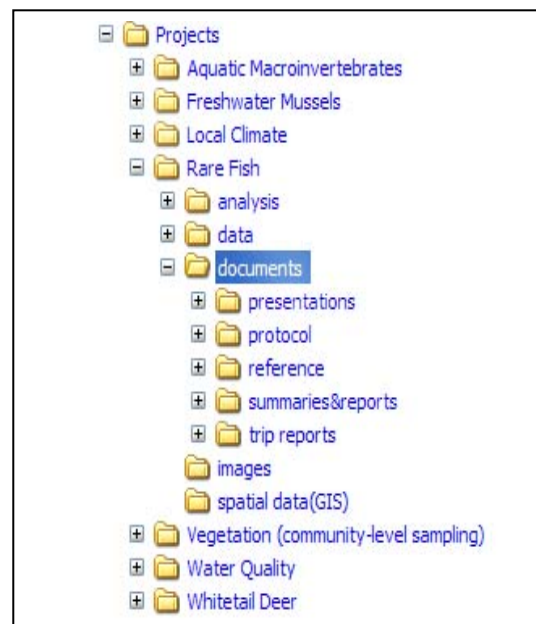 Projects
Aquatic Macroinvertebrates
Freshwater Mussels
Local Climate
Rare Fish
analysis
data
documents
presentations
protocol
reference
summaries&reports
trip reports
images
spatial data(GIS)
Vegetation (community-level sampling)
Water Quality
Whitetail Deer